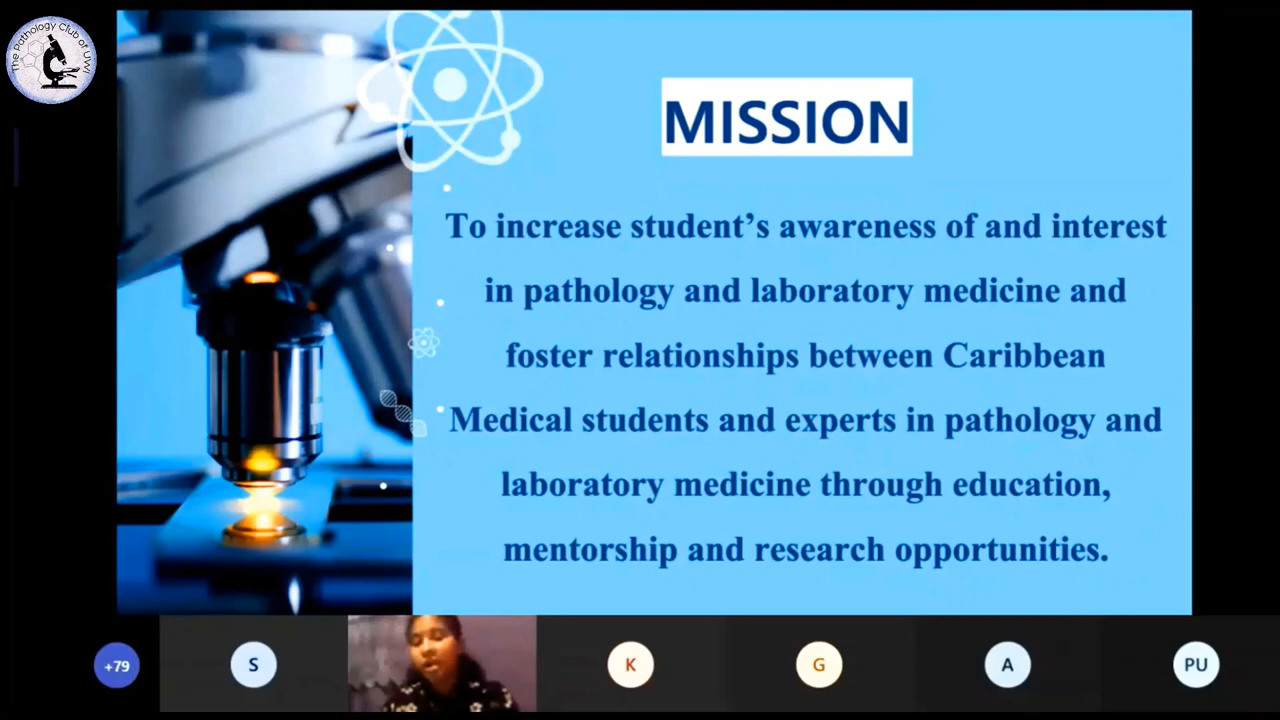 The Pathology Club of UWI
MISSION
To increase student’s awareness of and interest
in pathology and laboratory medicine and
foster relationships between Caribbean
Medical students and experts in pathology and
laboratory medicine through education,
mentorship and research opportunities.
+79
S
K
G
A
PU